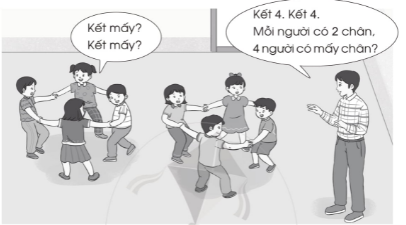 Kết mấy?
Kết mấy?
Kết 4. Kết 4.
Mỗi người có 2 chân,
4 người có mấy chân?